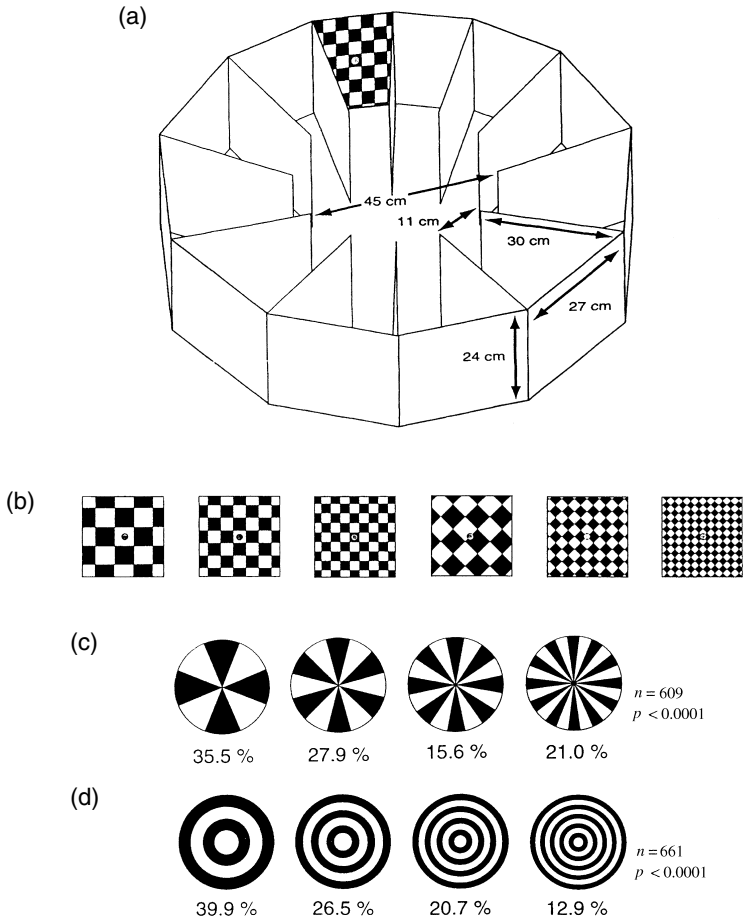 (a)
45 cm
11 cm
30 cm
27 cm
24 cm
(b)
(c)
n = 609
p < 0.0001
35.5 % 27.9 % 15.6 % 21.0 %
(d)
n = 661
p < 0.0001
39.9 % 26.5 % 20.7 % 12.9 %